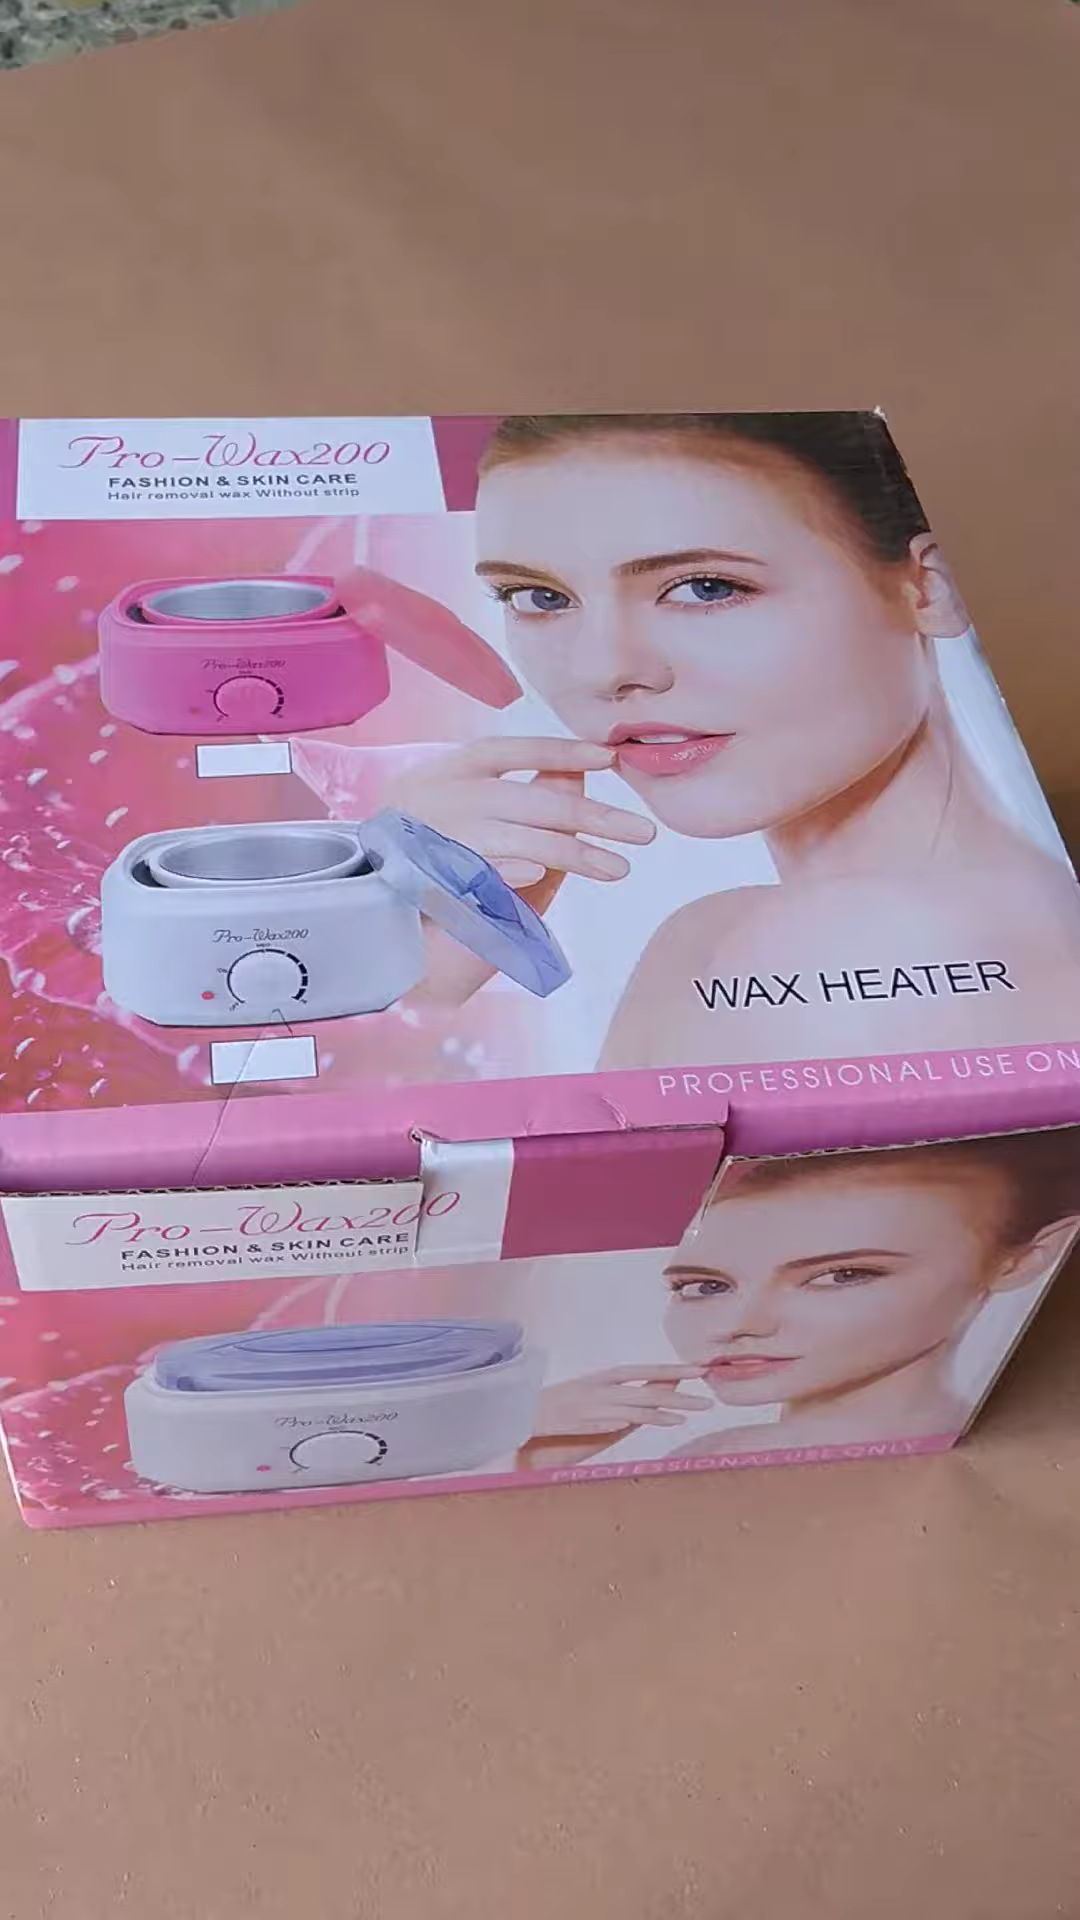 Pro-Wax200
FASHION & SKIN CARE
Hair removal wax Without strip
Pro-Wax200
Pro-Wax200
WAX HEATER
PROFESSIONAL USE ON
Pro-Wax200
FASHION & SKIN CARE
Hair removal wax Without strip
Pro-Wax200
PROFESSIONAL USE ONLY